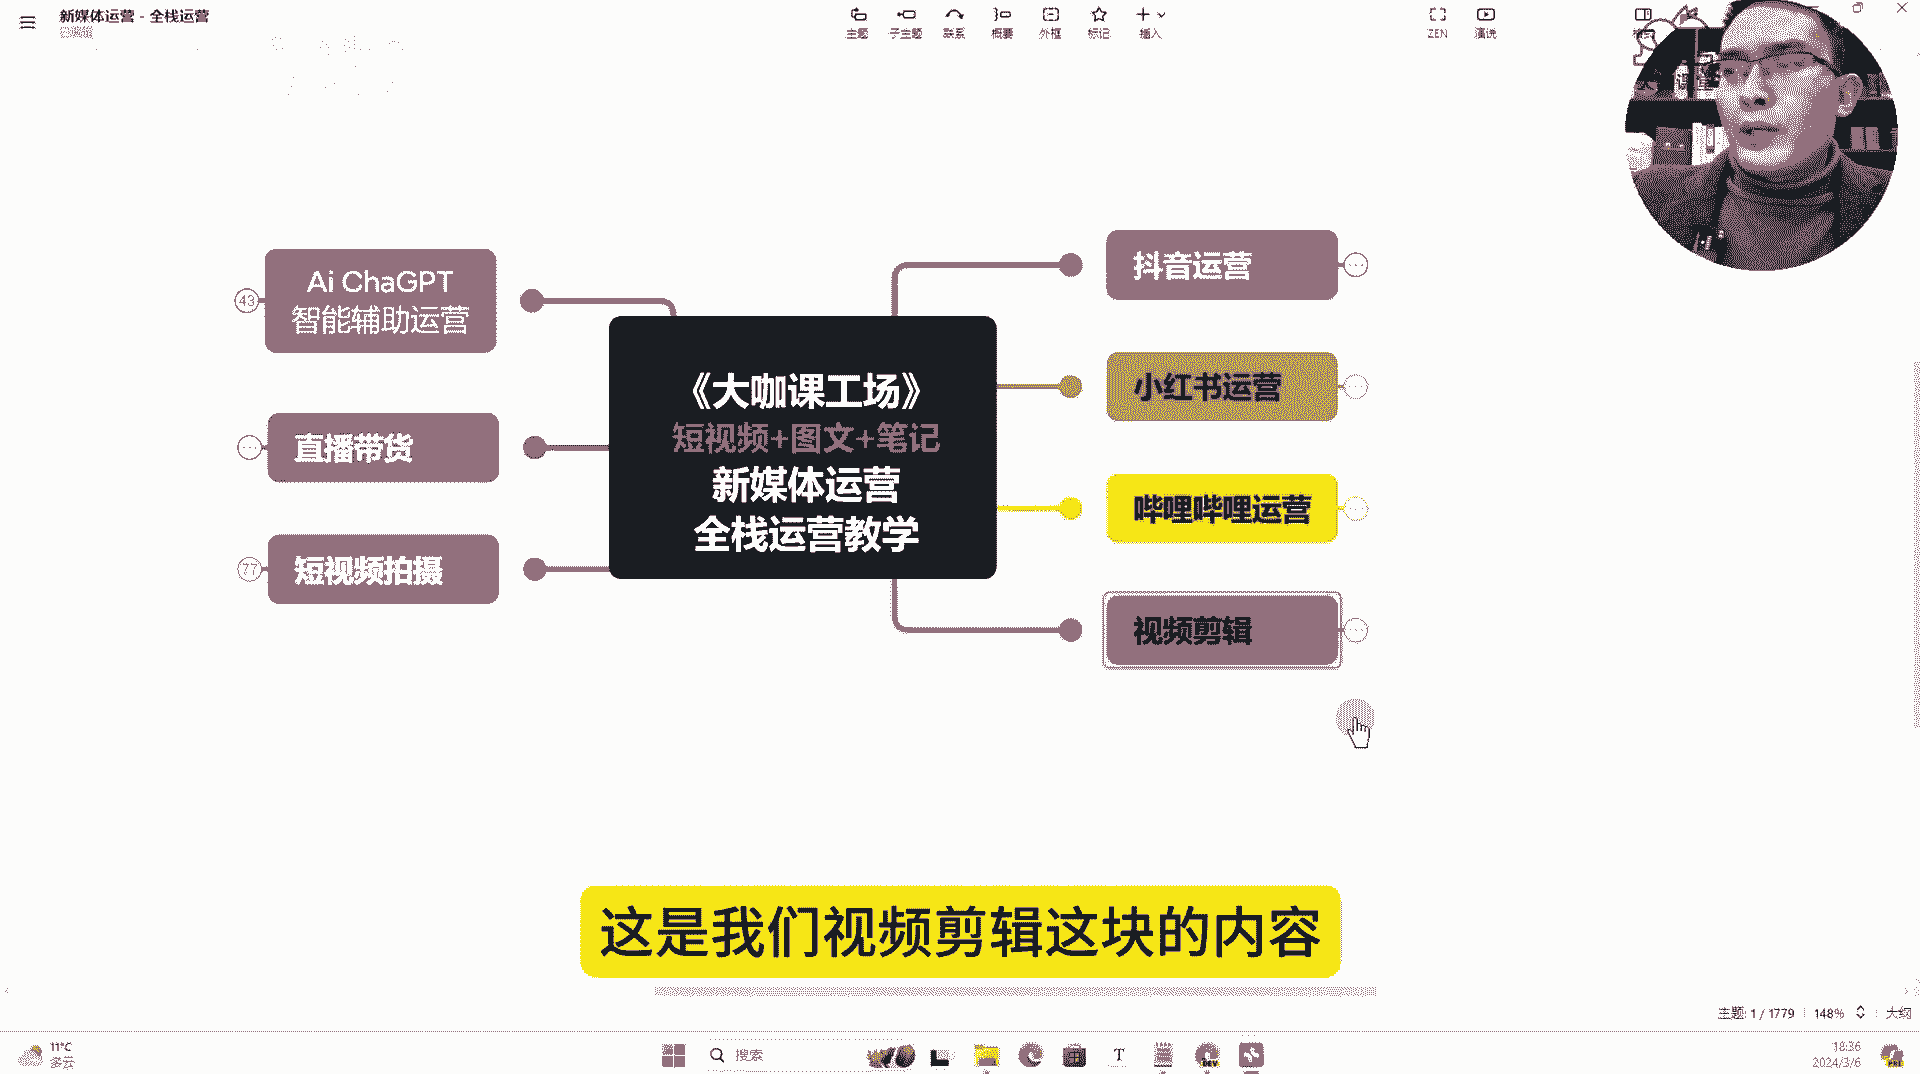 新媒体运营 - 全栈运营
已编辑
主题
子主题
联系
概要
外框
标记
插入
ZEN
演说
Ai ChaGPT
智能辅助运营
43
直播带货
短视频拍摄
77
《大咖课工场》
短视频+图文+笔记
新媒体运营
全栈运营教学
抖音运营
小红书运营
哔哩哔哩运营
视频剪辑
这是我们视频剪辑这块的内容
主题: 1 / 1779
148%
大纲
11°C
多云
搜索
18:36
2024/3/6